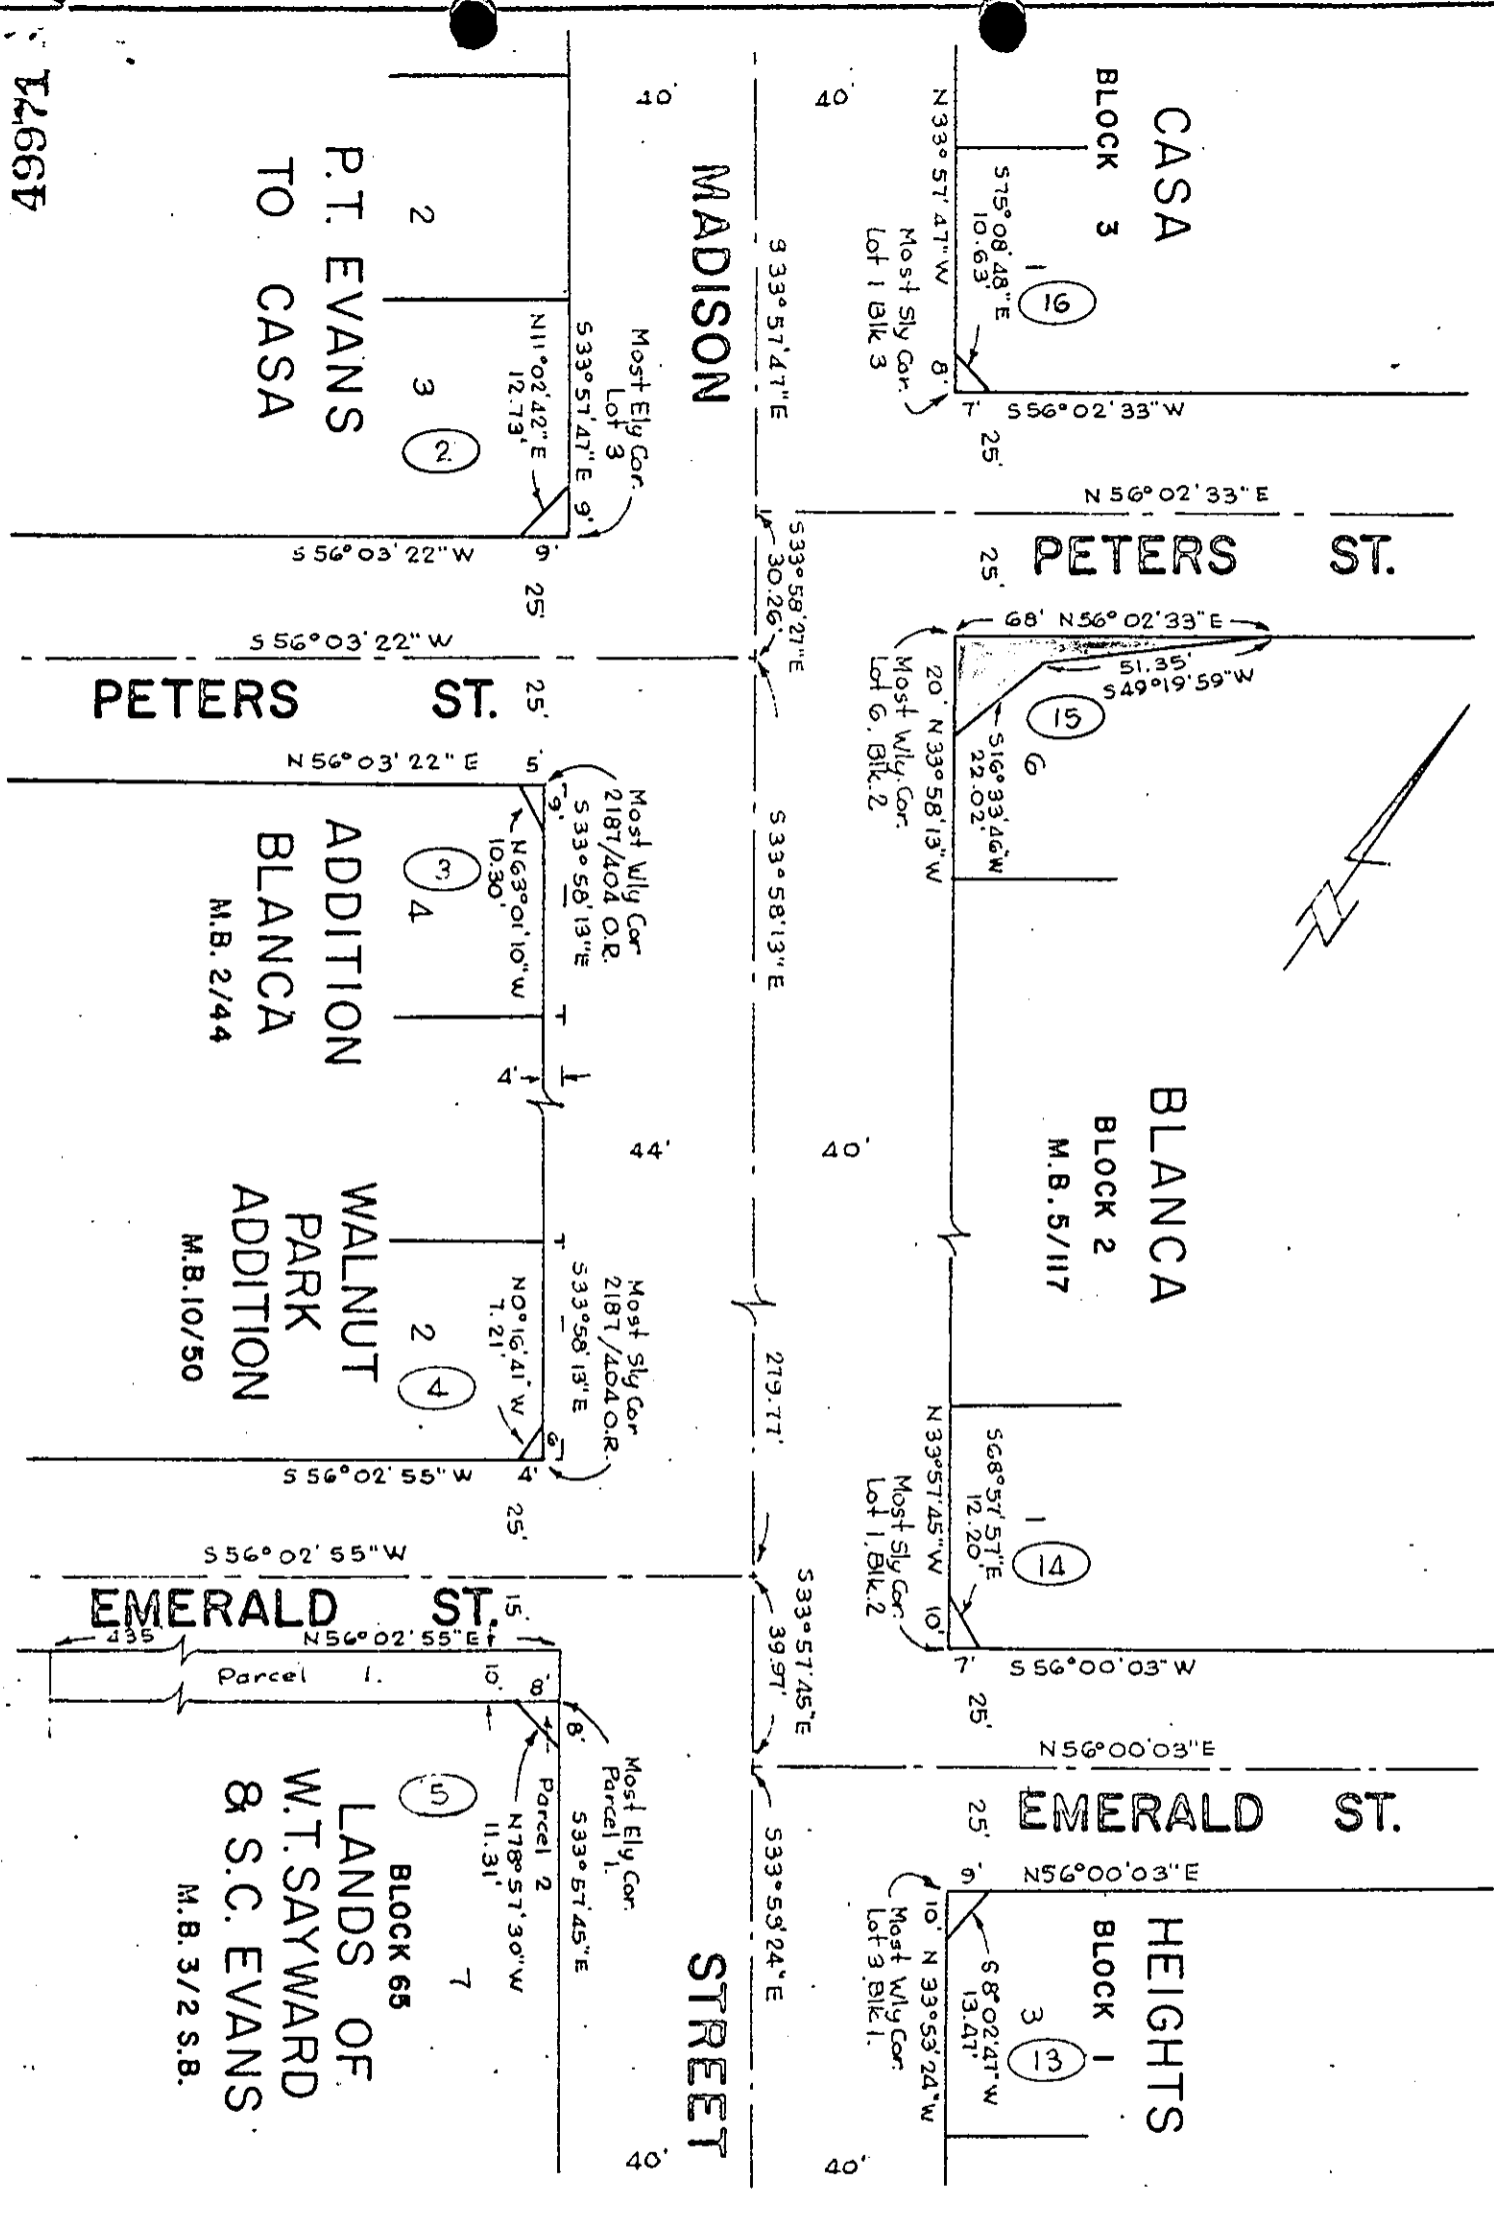 49971
CASA
BLOCK 3
1
16
S75°08'48"E
10.63'
N33°57'47"W
8'
Most Sly Cor.
Lot 1 Blk 3
7'
S56°02'33"W
25'
N56°02'33"E
PETERS ST.
25'
40'
40'
MADISON
S33°57'47"E
S33°58'27"E
30.26'
P.T. EVANS
TO CASA
2
3
2
N11°02'42"E
12.73'
S33°57'47"E
9'
Most Ely Cor.
Lot 3
S56°03'22"W
9'
25'
S56°03'22"W
PETERS ST.
25'
N56°03'22"E
5'
68' N56°02'33"E
51.35'
S49°19'59"W
15
6
S16°33'46"W
22.02'
20'
N33°58'13"W
Most Wly. Cor.
Lot 6, Blk. 2
S33°58'13"E
Most Wly Cor
2187/404 O.R.
S33°58'13"E
9'
N63°01'10"W
10.30'
3
4
ADDITION
BLANCA
M.B. 2/44
4'
44'
40'
BLANCA
BLOCK 2
M.B. 5/117
WALNUT
PARK
ADDITION
M.B. 10/50
2
4
N0°16'41"W
7.21'
S33°58'13"E
Most Sly Cor
2187/404 O.R.
6'
S56°02'55"W
4'
25'
279.77'
N33°57'45"W
10'
S68°57'57"E
12.20'
1
14
Most Sly Cor.
Lot 1, Blk. 2
7'
S56°00'03"W
25'
S56°02'55"W
EMERALD ST.
15'
435'
N56°02'55"E
Parcel 1.
10'
8'
S33°57'45"E
39.97'
N56°00'03"E
EMERALD ST.
25'
9'
N56°00'03"E
8'
Most Ely Cor.
Parcel 1.
S33°57'45"E
Parcel 2
N78°57'30"W
11.31'
5
7
BLOCK 65
LANDS OF
W.T. SAYWARD
& S.C. EVANS
M.B. 3/2 S.B.
S33°53'24"E
STREET
40'
40'
HEIGHTS
BLOCK 1
3
13
S8°02'47"W
13.47'
10'
N33°53'24"W
Most Wly Cor.
Lot 3, Blk 1.